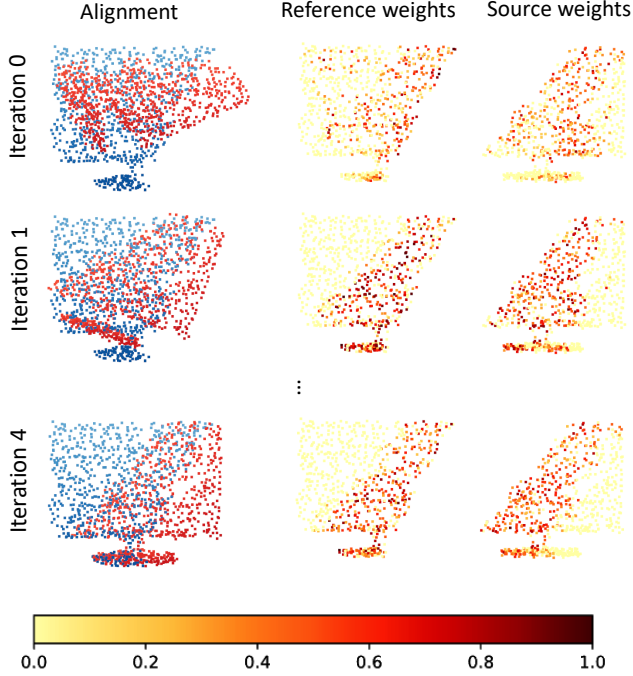 Alignment Reference weights Source weights
Iteration 0
Iteration 1
...
Iteration 4
0.0 0.2 0.4 0.6 0.8 1.0